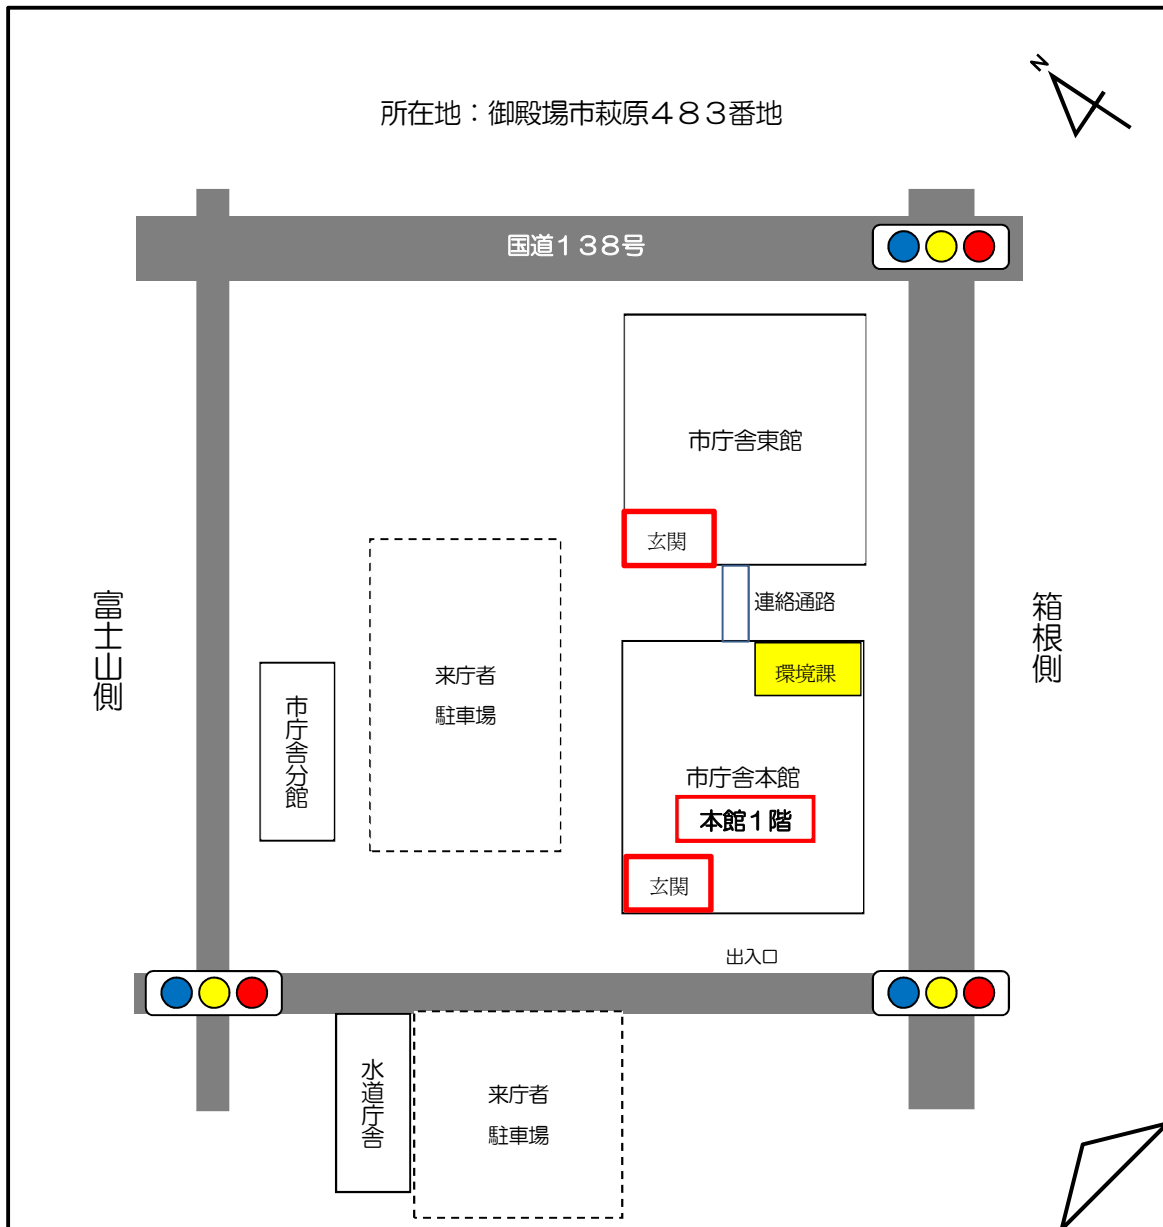 N
所在地：御殿場市萩原４８３番地
国道１３８号
市庁舎東館
玄関
連絡通路
富士山側
箱根側
来庁者
駐車場
環境課
市庁舎分館
市庁舎本館
本館１階
玄関
出入口
水道庁舎
来庁者
駐車場